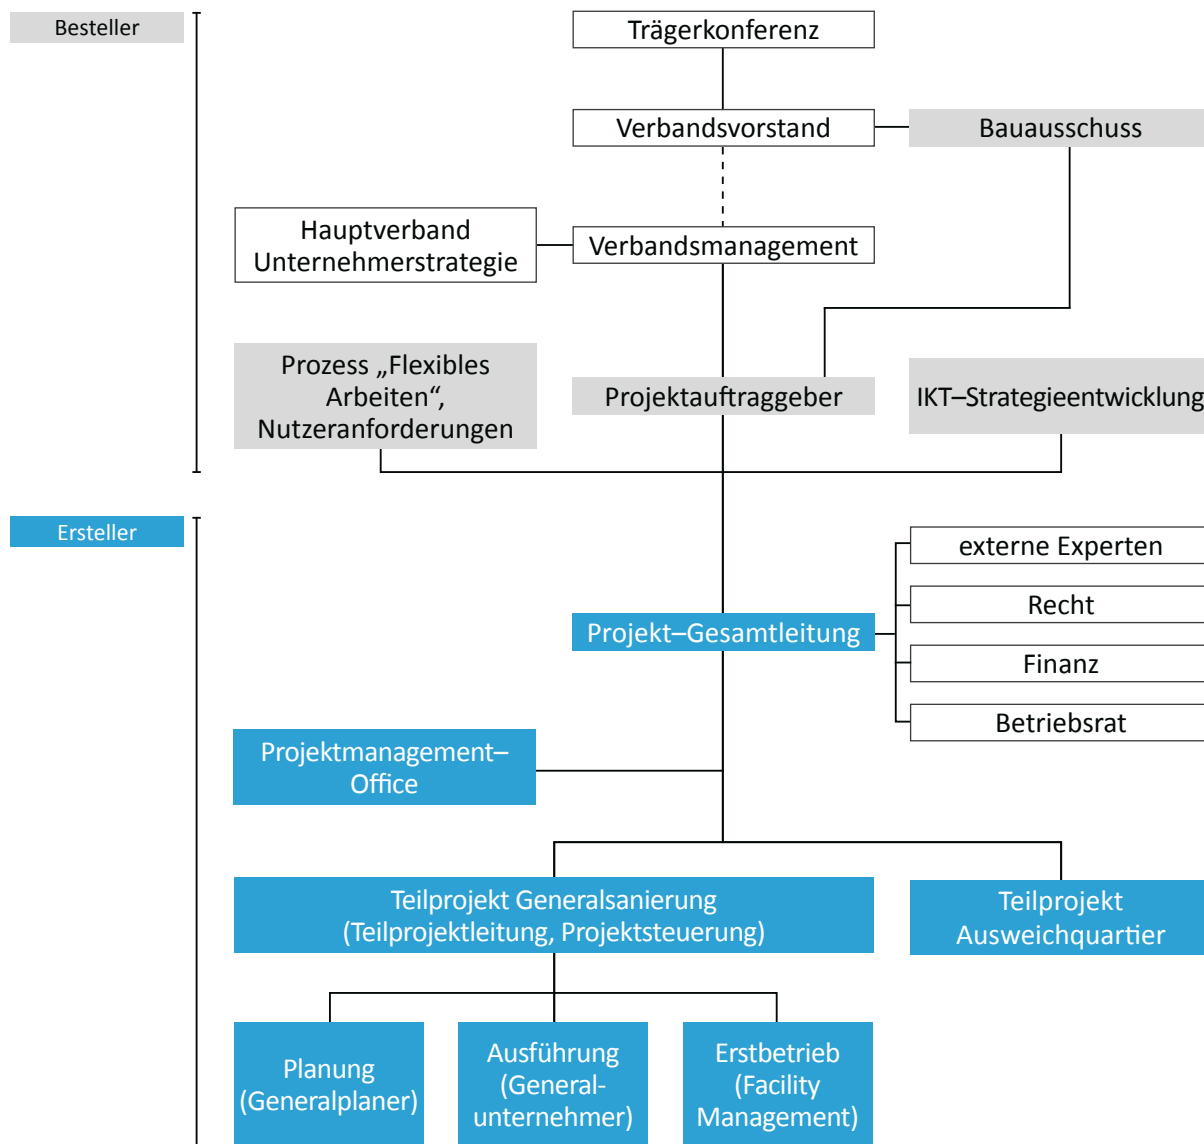 Besteller
Trägerkonferenz
Verbandsvorstand
Bauausschuss
Hauptverband
Unternehmerstrategie
Verbandsmanagement
Prozess „Flexibles
Arbeiten“,
Nutzeranforderungen
Projektauftraggeber
IKT–Strategieentwicklung
Ersteller
externe Experten
Recht
Projekt–Gesamtleitung
Finanz
Betriebsrat
Projektmanagement–
Office
Teilprojekt Generalsanierung
(Teilprojektleitung, Projektsteuerung)
Teilprojekt
Ausweichquartier
Planung
(Generalplaner)
Ausführung
(General-
unternehmer)
Erstbetrieb
(Facility
Management)